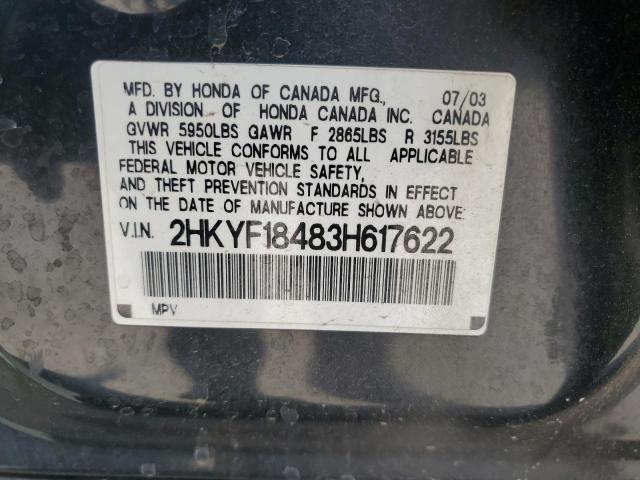 MFD. BY HONDA OF CANADA MFG., 07/03
A DIVISION OF HONDA CANADA INC. CANADA
GVWR 5950LBS GAWR F 2865LBS R 3155LBS
THIS VEHICLE CONFORMS TO ALL APPLICABLE
FEDERAL MOTOR VEHICLE SAFETY,
AND THEFT PREVENTION STANDARDS IN EFFECT
ON THE DATE OF MANUFACTURE SHOWN ABOVE.
V.I.N. 2HKYF18483H617622
MPV